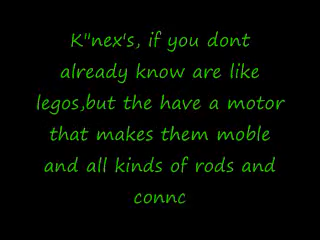 K"nex's, if you dont
already know are like
legos,but the have a motor
that makes them moble
and all kinds of rods and
connc